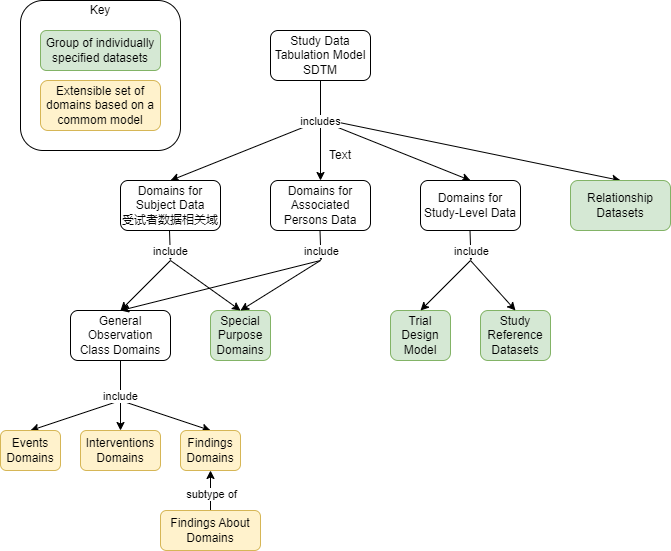 Key
Group of individually
specified datasets
Extensible set of
domains based on a
commom model
Study Data
Tabulation Model
SDTM
includes
Text
Domains for
Subject Data
受试者数据相关域
Domains for
Associated
Persons Data
Domains for
Study-Level Data
Relationship
Datasets
include
include
include
General
Observation
Class Domains
Special
Purpose
Domains
Trial
Design
Model
Study
Reference
Datasets
include
Events
Domains
Interventions
Domains
Findings
Domains
subtype of
Findings About
Domains